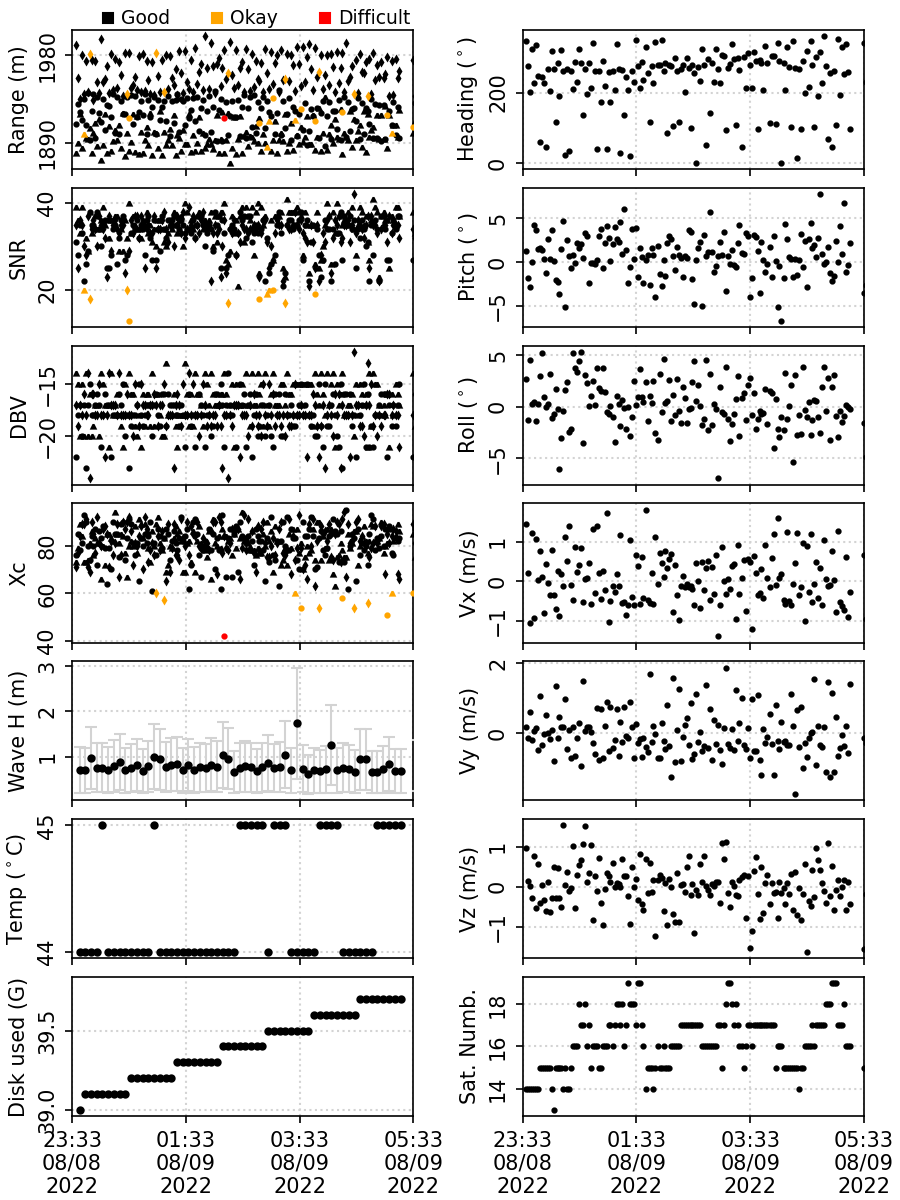 Good Okay Difficult
Range (m)
1980
1890
Heading (°)
200
0
SNR
40
20
Pitch (°)
5
0
−5
DBV
−15
−20
Roll (°)
5
0
−5
Xc
80
60
40
Vx (m/s)
1
0
−1
Wave H (m)
3
2
1
Vy (m/s)
2
0
Temp (°C)
45
44
Vz (m/s)
1
0
−1
Disk used (G)
39.5
39.0
Sat. Numb.
18
16
14
23:33 01:33 03:33 05:33
08/08 08/09 08/09 08/09
2022 2022 2022 2022
23:33 01:33 03:33 05:33
08/08 08/09 08/09 08/09
2022 2022 2022 2022